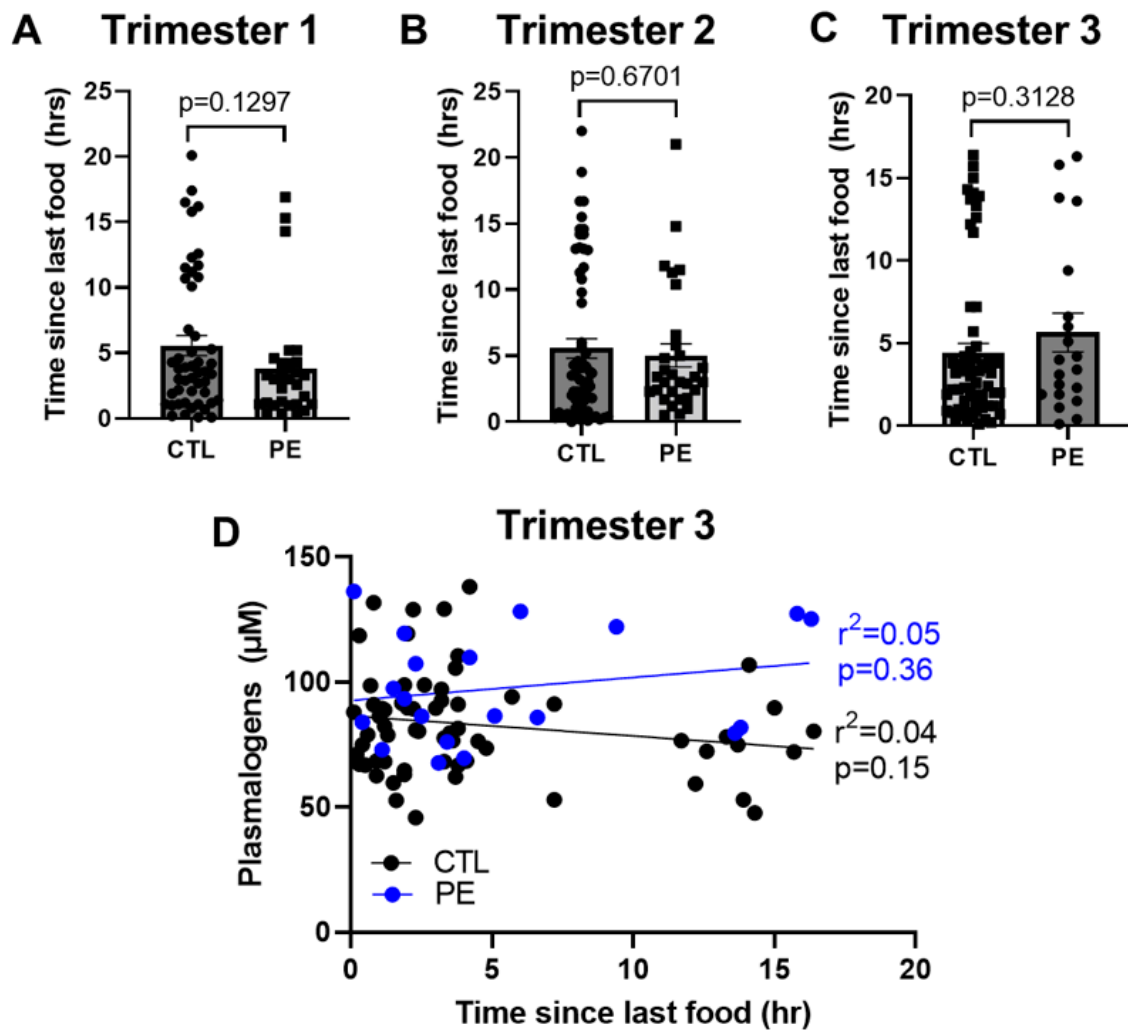 A Trimester 1
B Trimester 2
C Trimester 3
p=0.1297
p=0.6701
p=0.3128
Time since last food (hrs)
25
20
15
10
5
0
CTL PE
Time since last food (hrs)
25
20
15
10
5
0
CTL PE
Time since last food (hrs)
20
15
10
5
0
CTL PE
D Trimester 3
Plasmalogens (µM)
150
100
50
0
r²=0.05
p=0.36
r²=0.04
p=0.15
CTL
PE
0 5 10 15 20
Time since last food (hr)